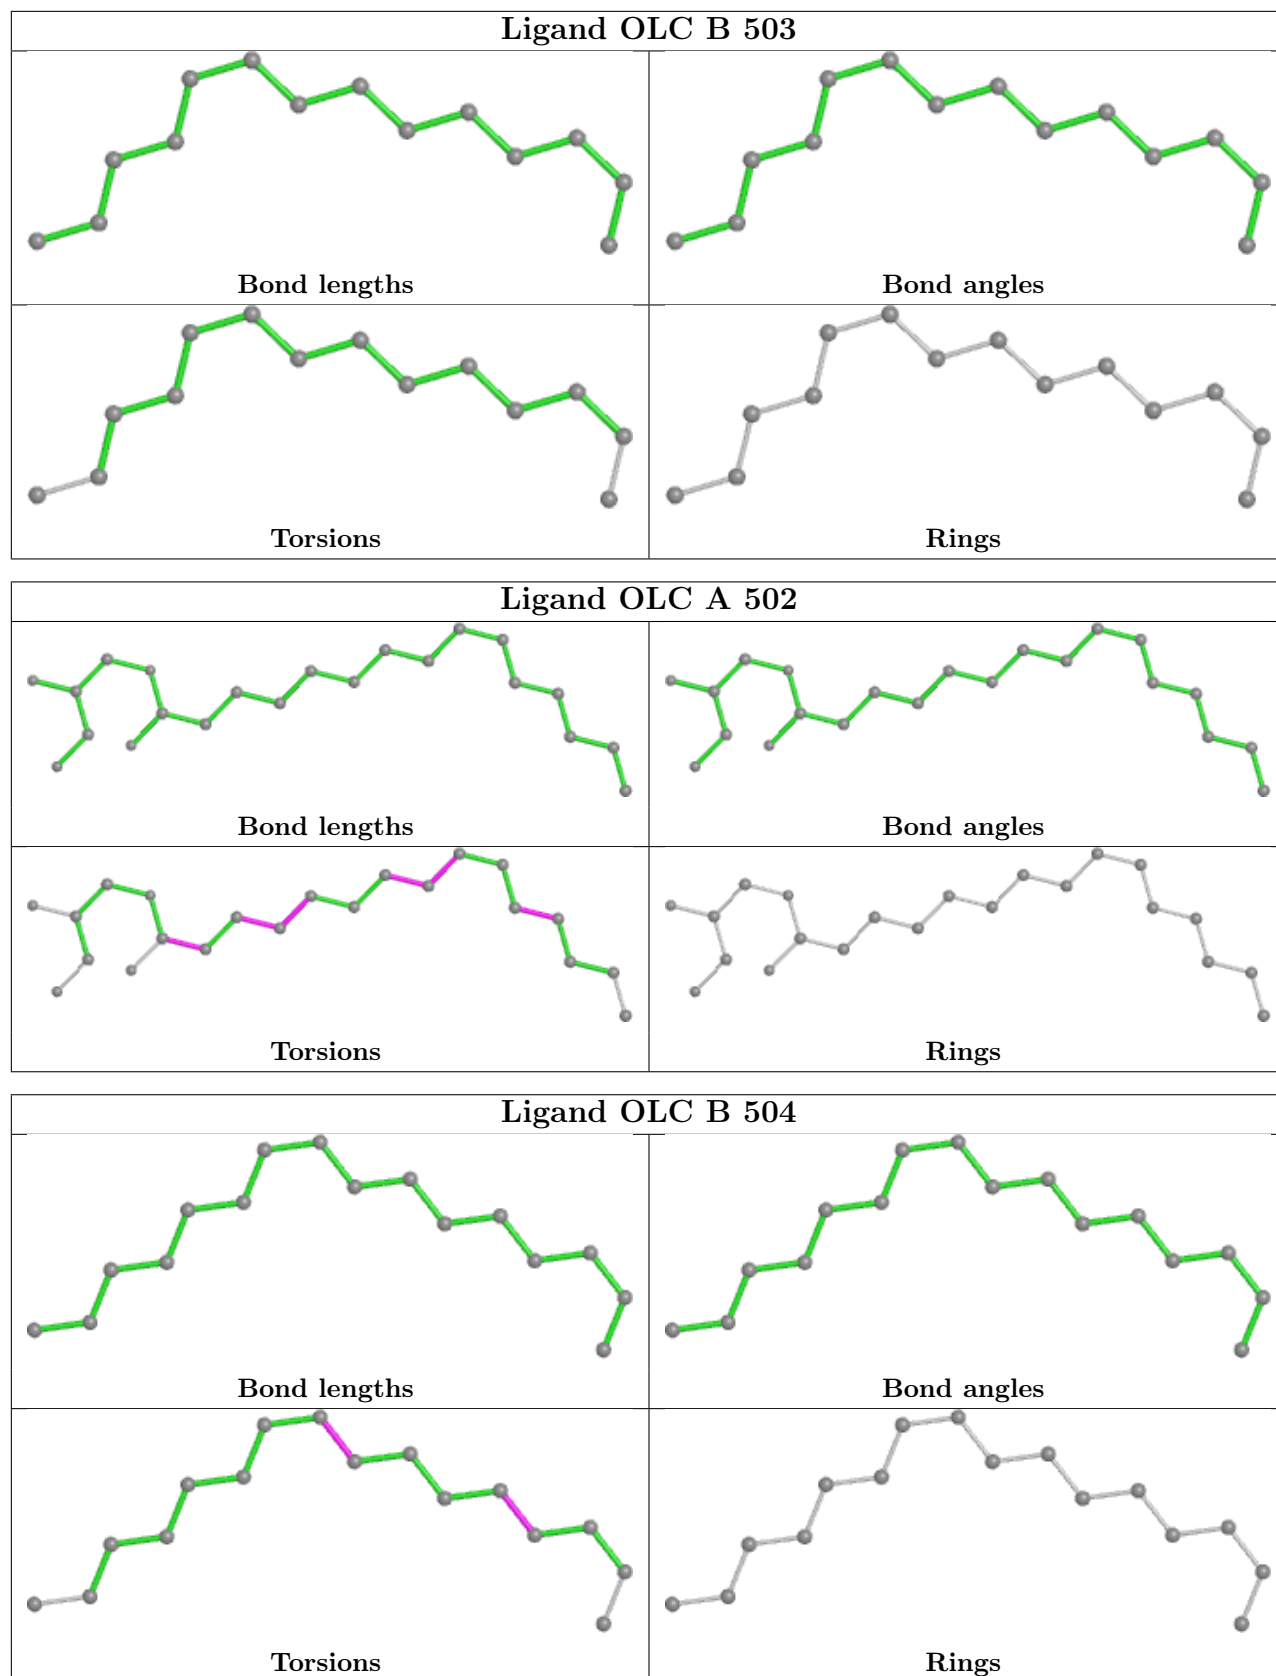 Ligand OLC B 503
Bond lengths
Bond angles
Torsions
Rings
Ligand OLC A 502
Bond lengths
Bond angles
Torsions
Rings
Ligand OLC B 504
Bond lengths
Bond angles
Torsions
Rings